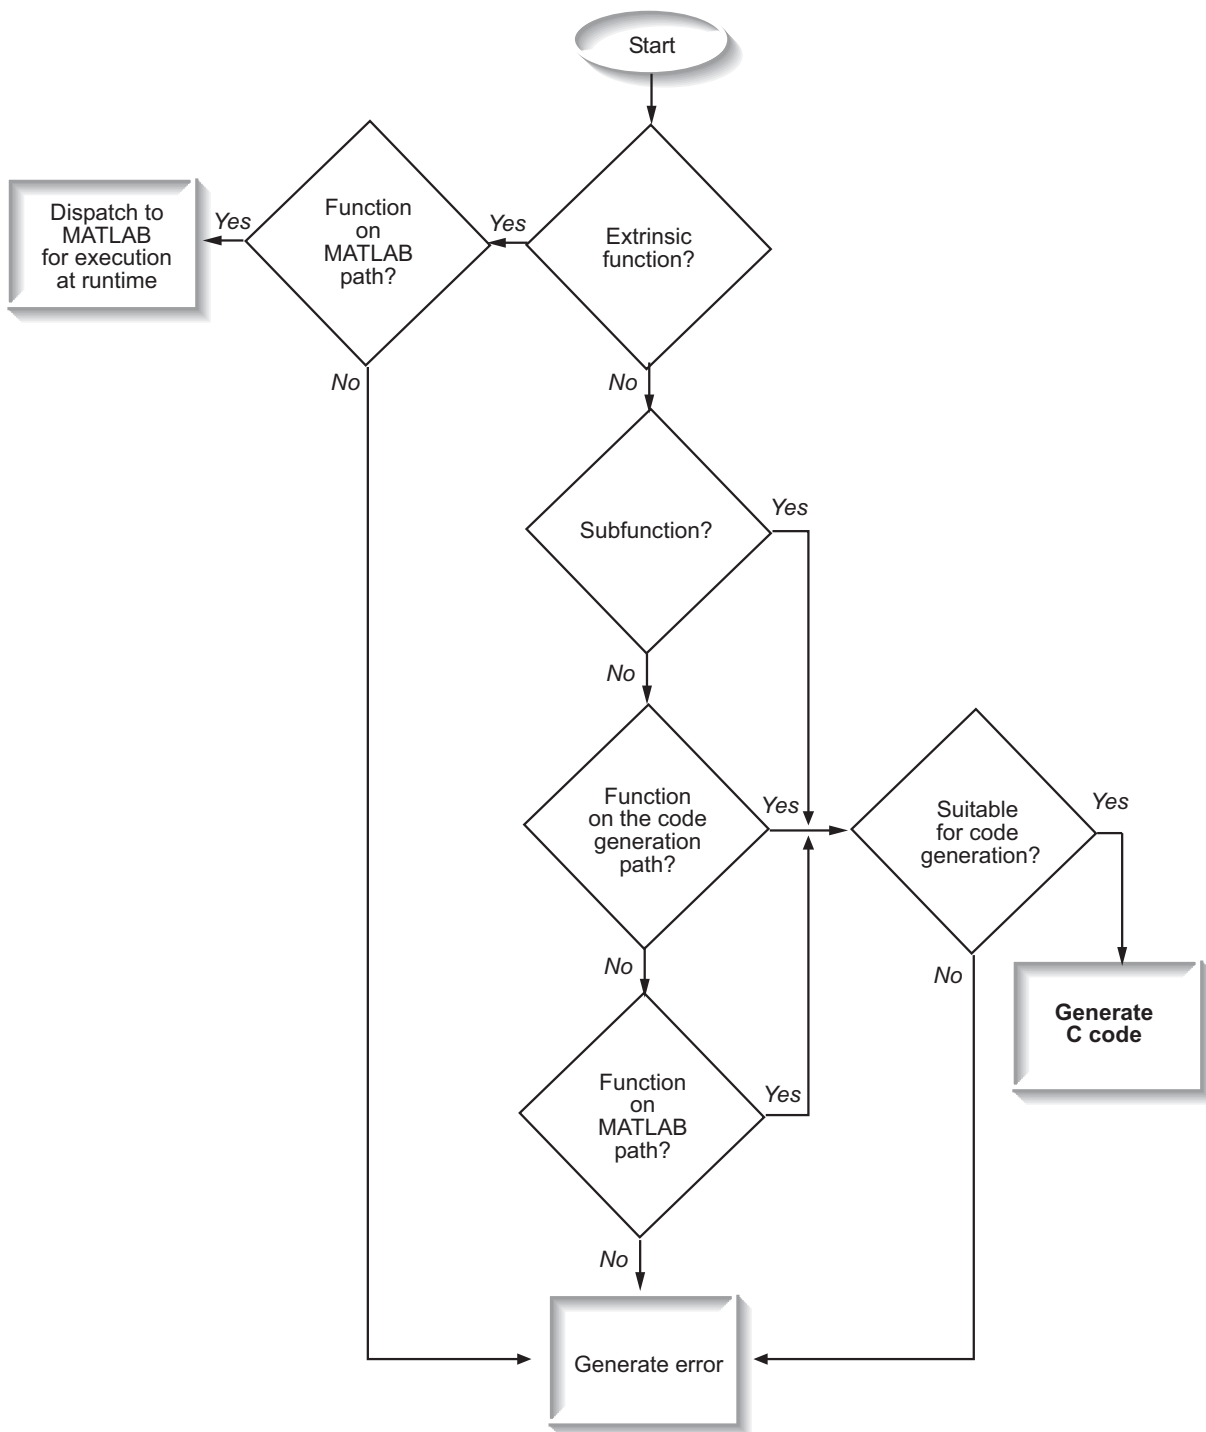 Start
Function
on
MATLAB
path?
Extrinsic
function?
Dispatch to
MATLAB
for execution
at runtime
Yes
Yes
No
No
Subfunction?
Yes
No
Function
on the code
generation
path?
Yes
Suitable
for code
generation?
Yes
No
No
Generate
C code
Function
on
MATLAB
path?
Yes
No
Generate error